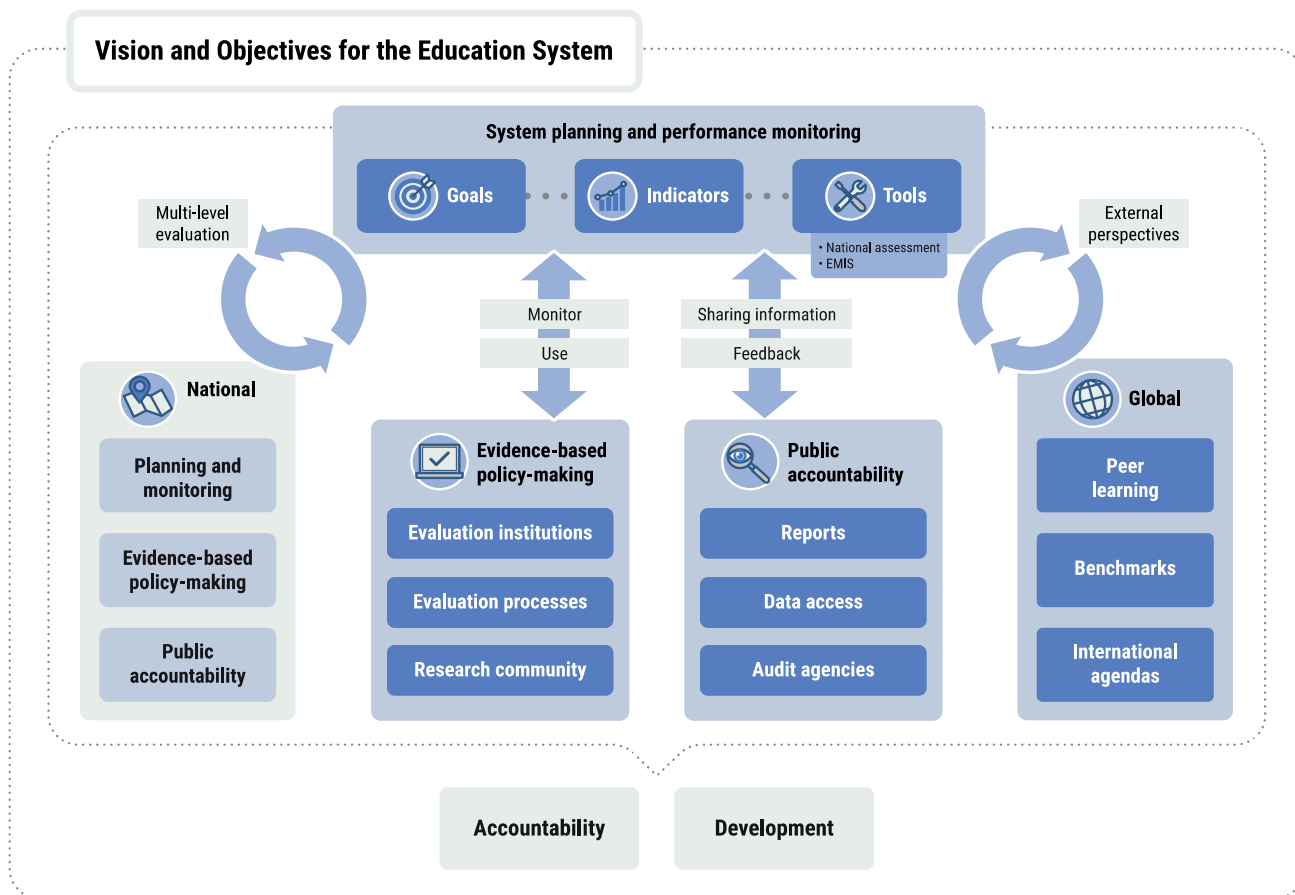 Vision and Objectives for the Education System
System planning and performance monitoring
Goals
Indicators
Tools
• National assessment
• EMIS
Multi-level
evaluation
External
perspectives
Monitor
Use
Sharing information
Feedback
National
Planning and
monitoring
Evidence-based
policy-making
Public
accountability
Evidence-based
policy-making
Evaluation institutions
Evaluation processes
Research community
Public
accountability
Reports
Data access
Audit agencies
Global
Peer
learning
Benchmarks
International
agendas
Accountability
Development